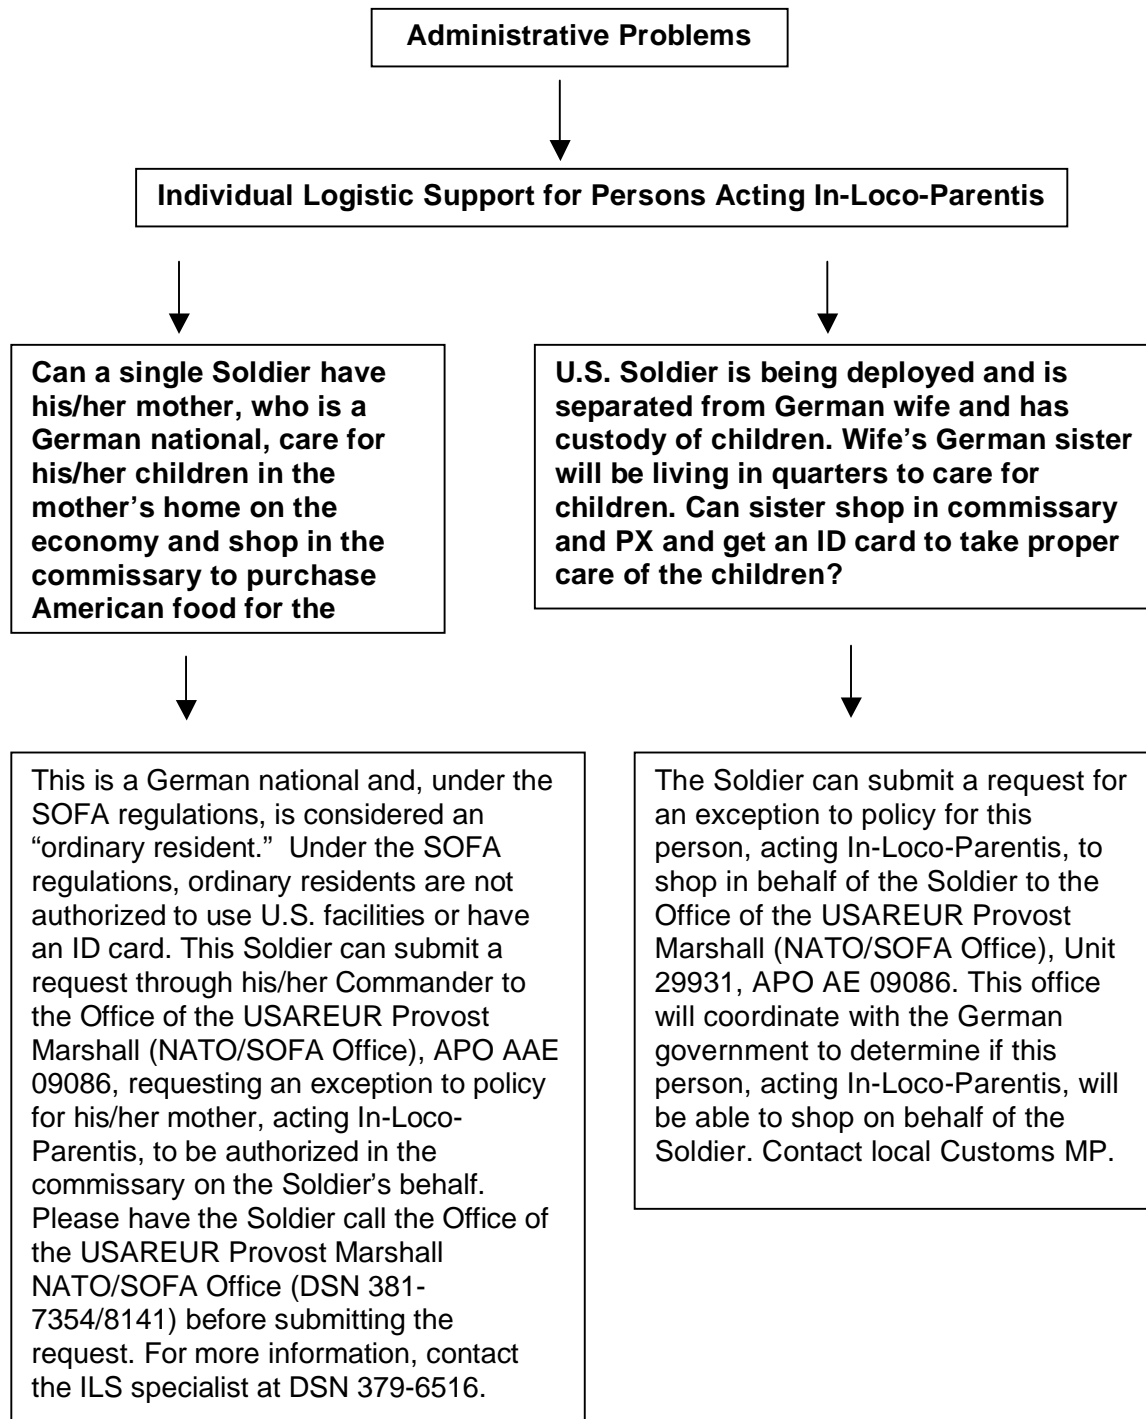 Administrative Problems
Individual Logistic Support for Persons Acting In-Loco-Parentis
Can a single Soldier have
his/her mother, who is a
German national, care for
his/her children in the
mother’s home on the
economy and shop in the
commissary to purchase
American food for the
U.S. Soldier is being deployed and is
separated from German wife and has
custody of children. Wife’s German sister
will be living in quarters to care for
children. Can sister shop in commissary
and PX and get an ID card to take proper
care of the children?
This is a German national and, under the
SOFA regulations, is considered an
“ordinary resident.”  Under the SOFA
regulations, ordinary residents are not
authorized to use U.S. facilities or have
an ID card. This Soldier can submit a
request through his/her Commander to
the Office of the USAREUR Provost
Marshall (NATO/SOFA Office), APO AAE
09086, requesting an exception to policy
for his/her mother, acting In-Loco-
Parentis, to be authorized in the
commissary on the Soldier’s behalf.
Please have the Soldier call the Office of
the USAREUR Provost Marshall
NATO/SOFA Office (DSN 381-
7354/8141) before submitting the
request. For more information, contact
the ILS specialist at DSN 379-6516.
The Soldier can submit a request for
an exception to policy for this
person, acting In-Loco-Parentis, to
shop in behalf of the Soldier to the
Office of the USAREUR Provost
Marshall (NATO/SOFA Office), Unit
29931, APO AE 09086. This office
will coordinate with the German
government to determine if this
person, acting In-Loco-Parentis, will
be able to shop on behalf of the
Soldier. Contact local Customs MP.